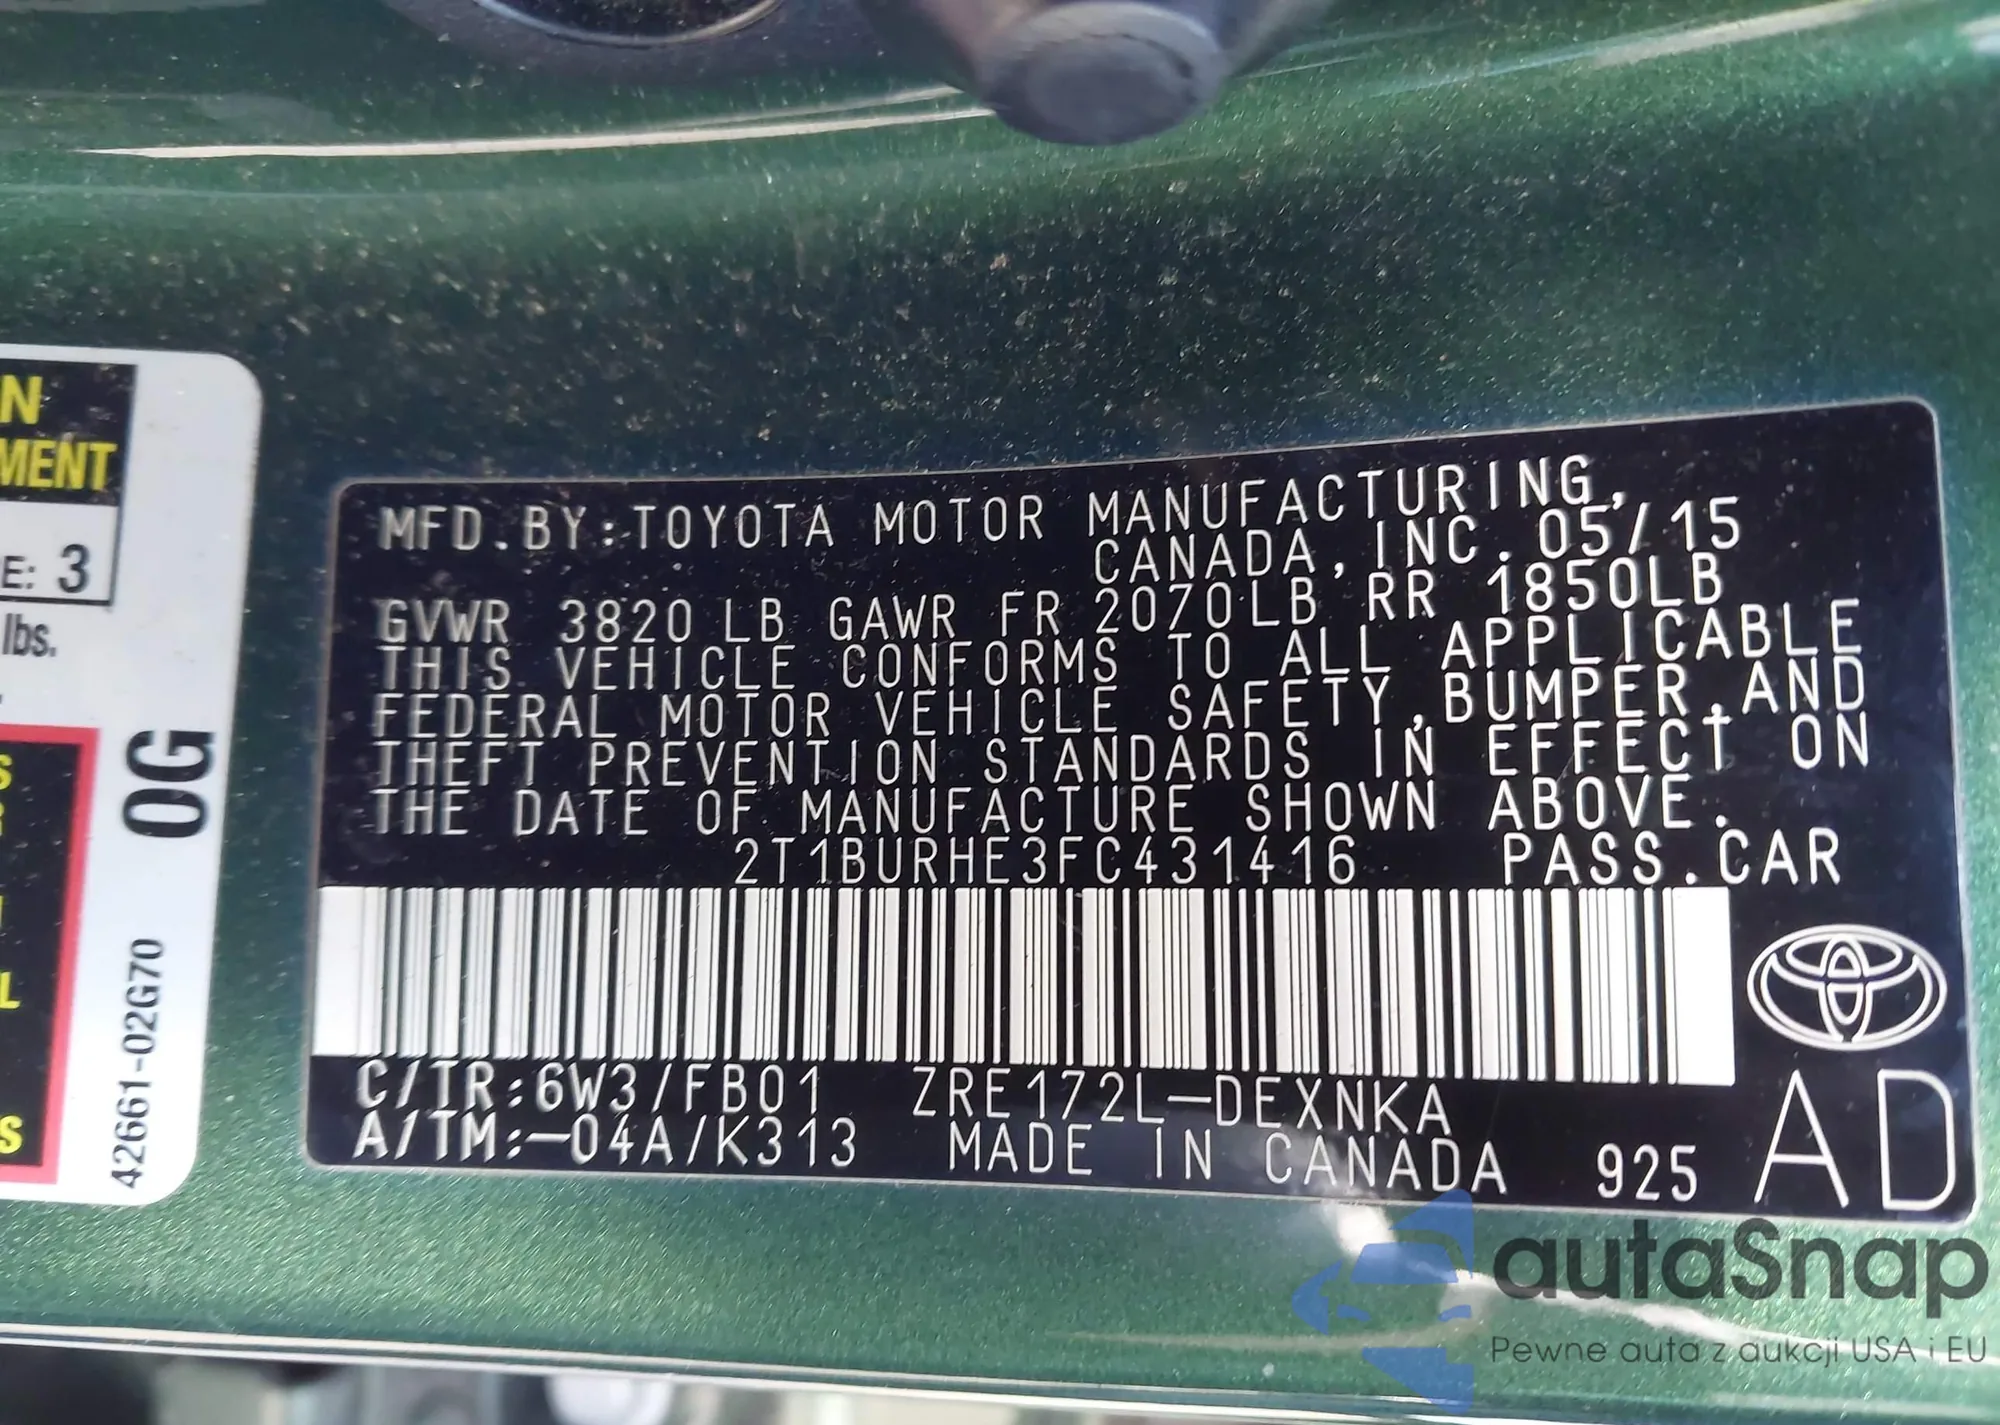 N
MENT
E: 3
lbs.
S
L
S
0G
42661-02G70
MFD.BY:TOYOTA MOTOR MANUFACTURING,
CANADA, INC. 05/15
GVWR 3820 LB GAWR FR 2070LB RR 1850LB
THIS VEHICLE CONFORMS TO ALL APPLICABLE
FEDERAL MOTOR VEHICLE SAFETY, BUMPER, AND
THEFT PREVENTION STANDARDS IN EFFECT ON
THE DATE OF MANUFACTURE SHOWN ABOVE.
2T1BURHE3FC431416 PASS.CAR
C/TR:6W3/FB01 ZRE172L-DEXNKA
A/TM:-04A/K313 MADE IN CANADA 925
AD
autaSnap
Pewne auta z aukcji USA i EU